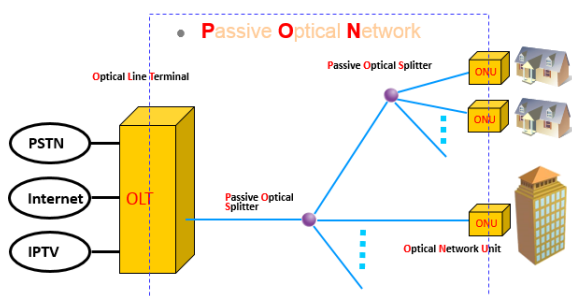 • Passive Optical Network
Passive Optical Splitter
ONU
Optical Line Terminal
ONU
PSTN
Internet
OLT
Passive Optical
Splitter
ONU
IPTV
Optical Network Unit